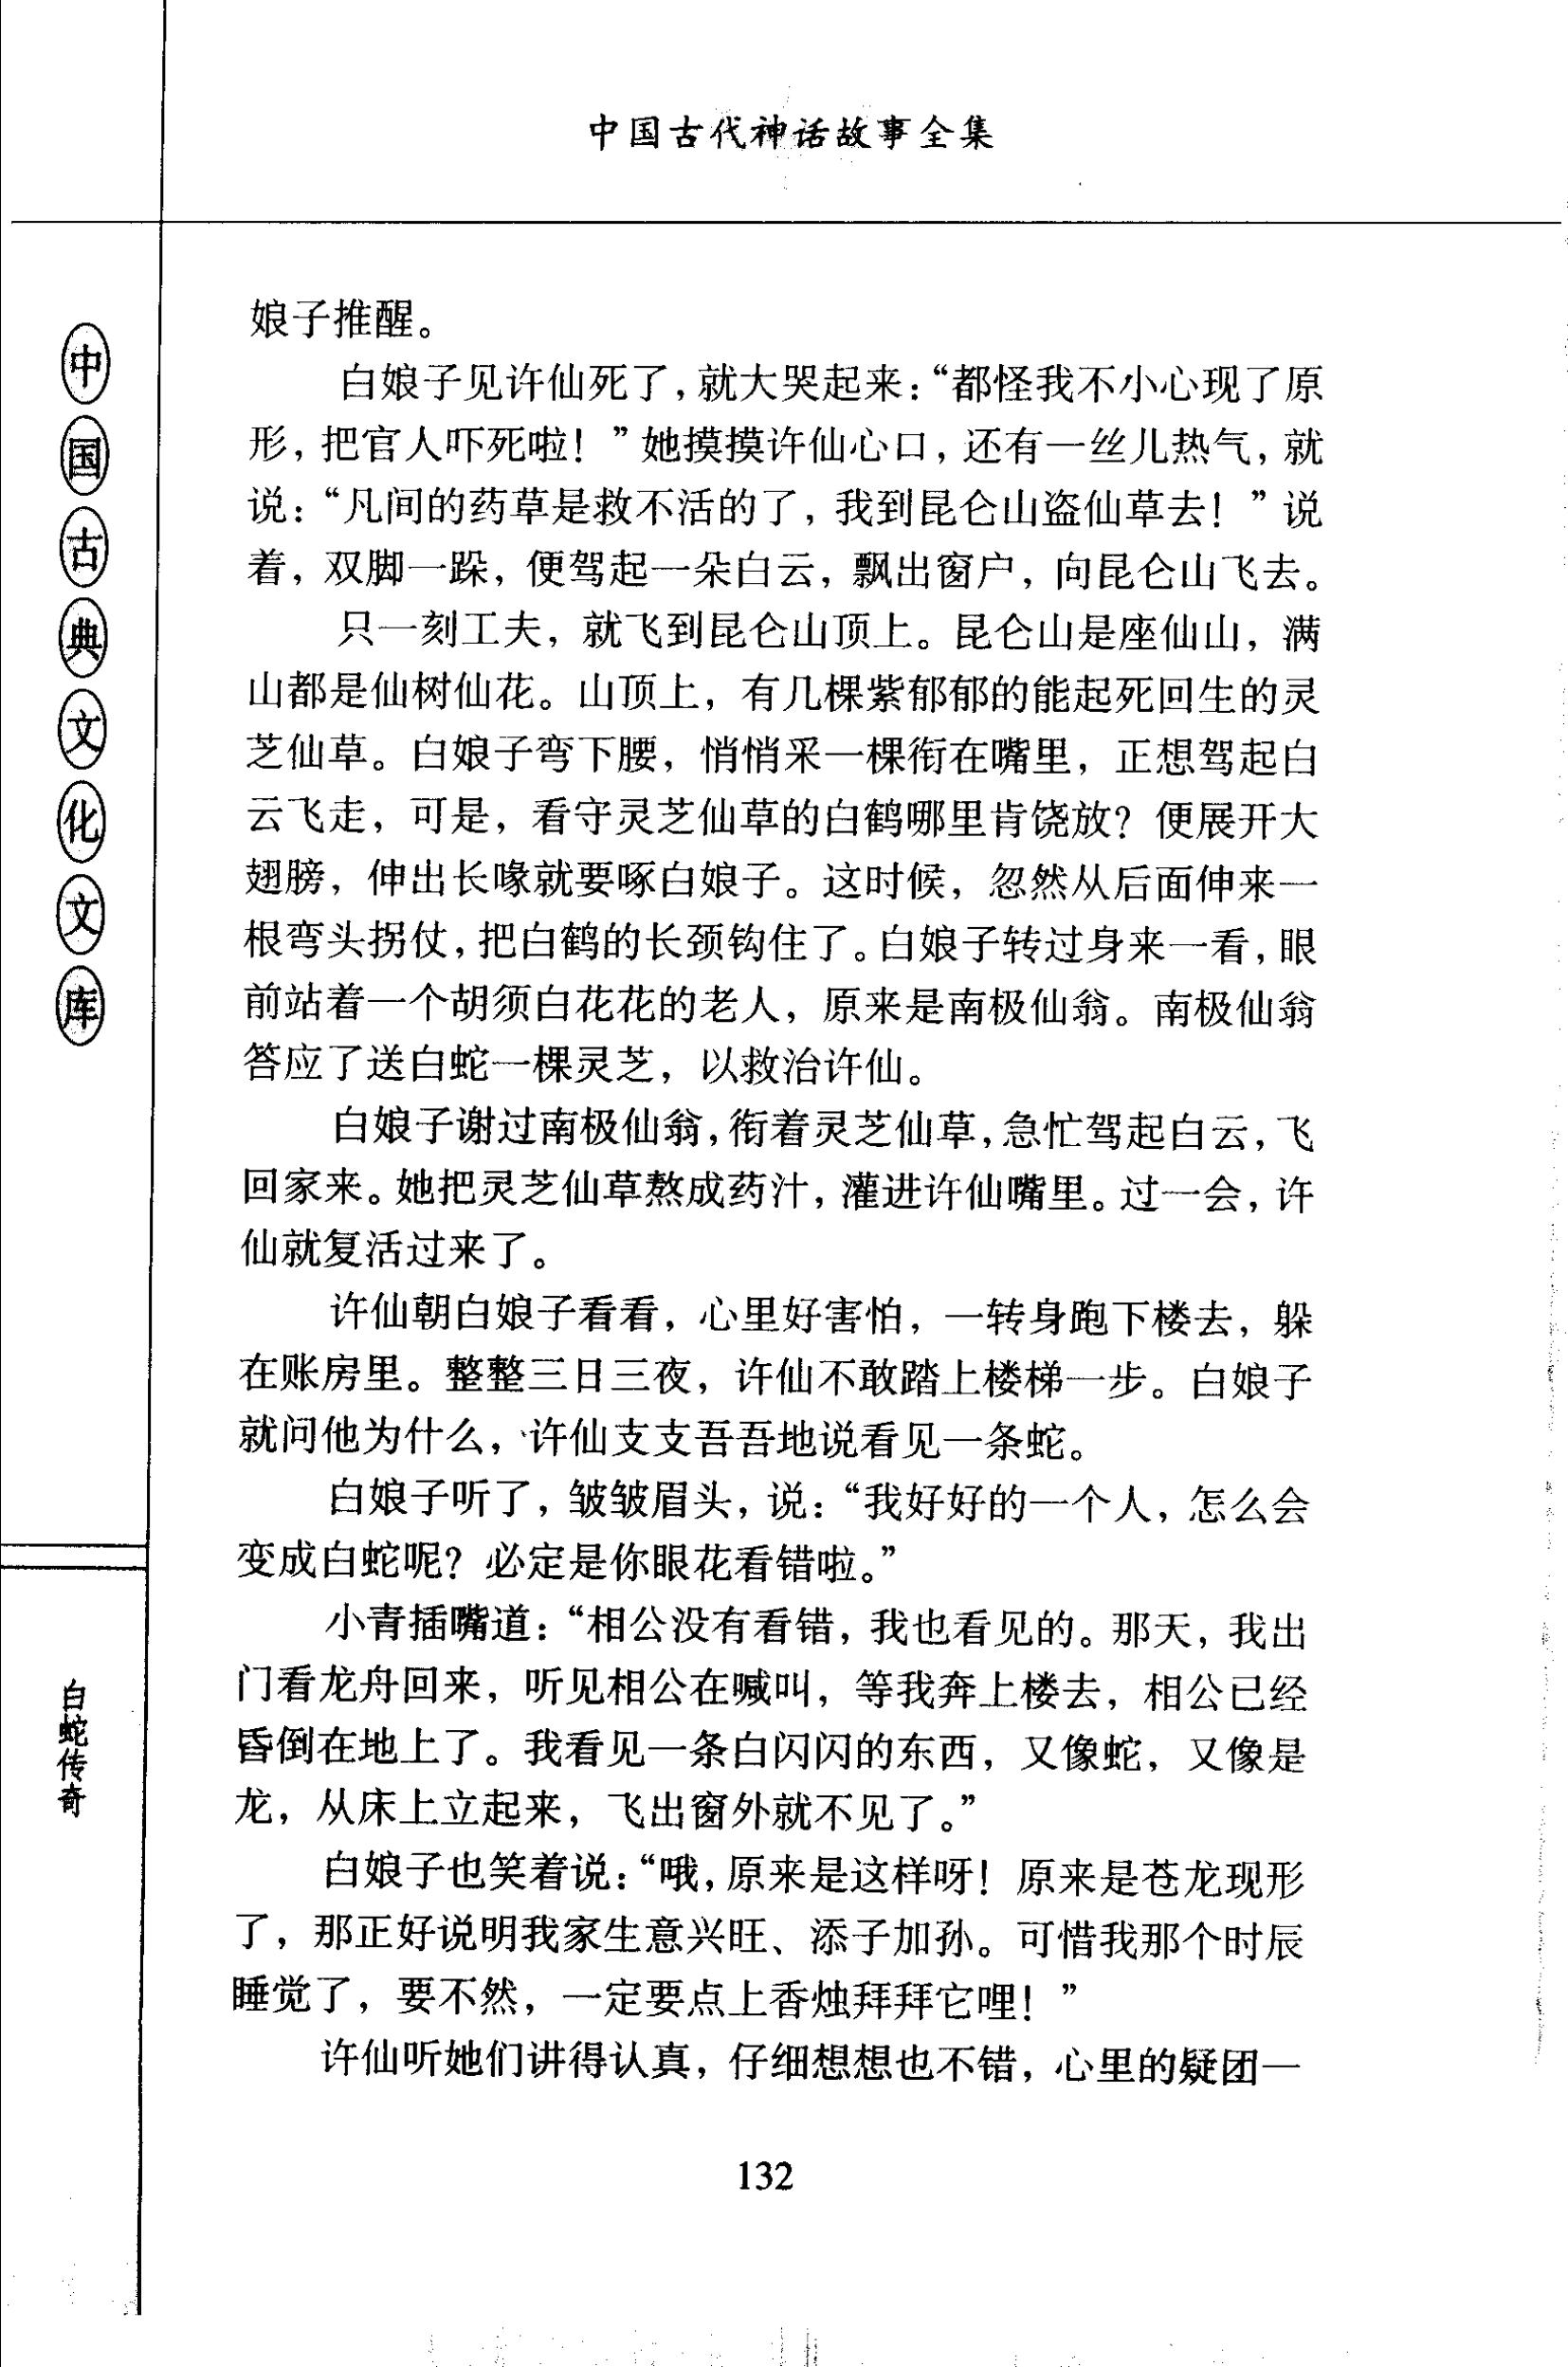 中国古代神话故事全集
中国古典文化文库
白蛇传奇
娘子推醒。
白娘子见许仙死了，就大哭起来：“都怪我不小心现了原
形，把官人吓死啦！”她摸摸许仙心口，还有一丝儿热气，就
说：“凡间的药草是救不活的了，我到昆仑山盗仙草去！”说
着，双脚一跺，便驾起一朵白云，飘出窗户，向昆仑山飞去。
只一刻工夫，就飞到昆仑山顶上。昆仑山是座仙山，满
山都是仙树仙花。山顶上，有几棵紫郁郁的能起死回生的灵
芝仙草。白娘子弯下腰，悄悄采一棵衔在嘴里，正想驾起白
云飞走，可是，看守灵芝仙草的白鹤哪里肯饶放？便展开大
翅膀，伸出长喙就要啄白娘子。这时候，忽然从后面伸来一
根弯头拐仗，把白鹤的长颈钩住了。白娘子转过身来一看，眼
前站着一个胡须白花花的老人，原来是南极仙翁。南极仙翁
答应了送白蛇一棵灵芝，以救治许仙。
白娘子谢过南极仙翁，衔着灵芝仙草，急忙驾起白云，飞
回家来。她把灵芝仙草熬成药汁，灌进许仙嘴里。过一会，许
仙就复活过来了。
许仙朝白娘子看看，心里好害怕，一转身跑下楼去，躲
在账房里。整整三日三夜，许仙不敢踏上楼梯一步。白娘子
就问他为什么，许仙支支吾吾地说看见一条蛇。
白娘子听了，皱皱眉头，说：“我好好的一个人，怎么会
变成白蛇呢？必定是你眼花看错啦。”
小青插嘴道：“相公没有看错，我也看见的。那天，我出
门看龙舟回来，听见相公在喊叫，等我奔上楼去，相公已经
昏倒在地上了。我看见一条白闪闪的东西，又像蛇，又像是
龙，从床上立起来，飞出窗外就不见了。”
白娘子也笑着说：“哦，原来是这样呀！原来是苍龙现形
了，那正好说明我家生意兴旺、添子加孙。可惜我那个时辰
睡觉了，要不然，一定要点上香烛拜拜它哩！”
许仙听她们讲得认真，仔细想想也不错，心里的疑团一
132